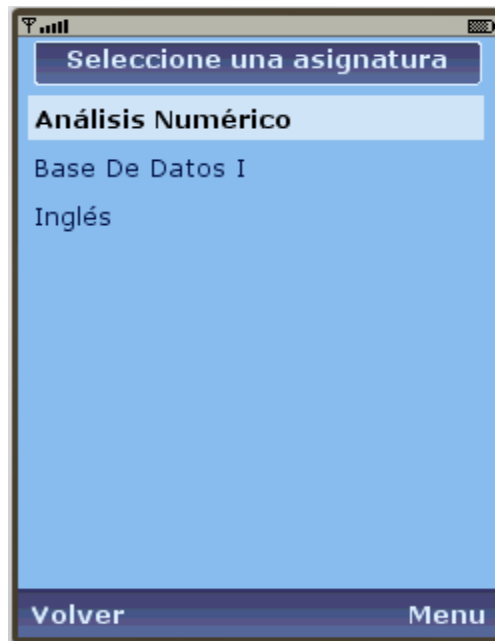 Seleccione una asignatura
Análisis Numérico
Base De Datos I
Inglés
Volver Menu